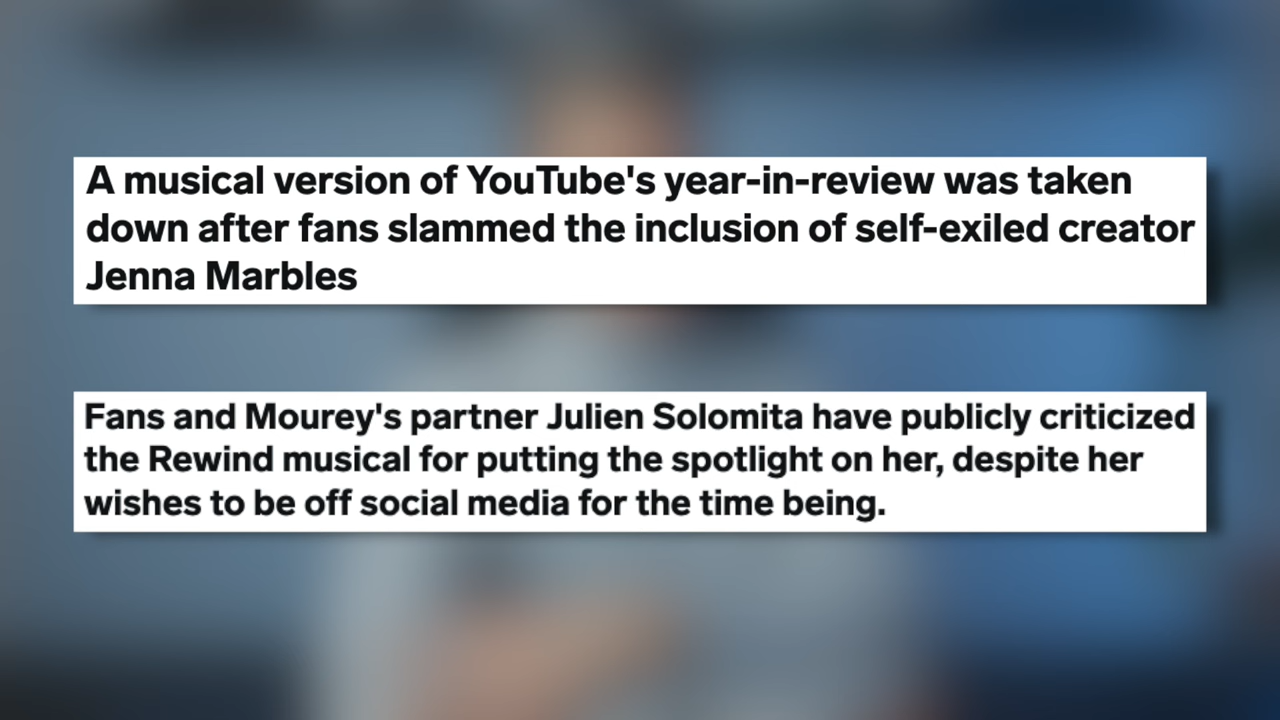 A musical version of YouTube's year-in-review was taken
down after fans slammed the inclusion of self-exiled creator
Jenna Marbles
Fans and Mourey's partner Julien Solomita have publicly criticized
the Rewind musical for putting the spotlight on her, despite her
wishes to be off social media for the time being.